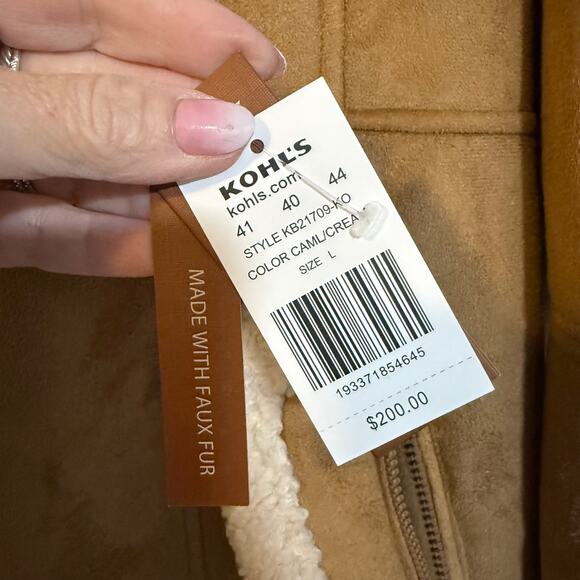 KOHL'S
kohls.com
41 40 44
STYLE KB21709-KO
COLOR CAML/CREA
SIZE L
193371854645
$200.00
MADE WITH FAUX FUR